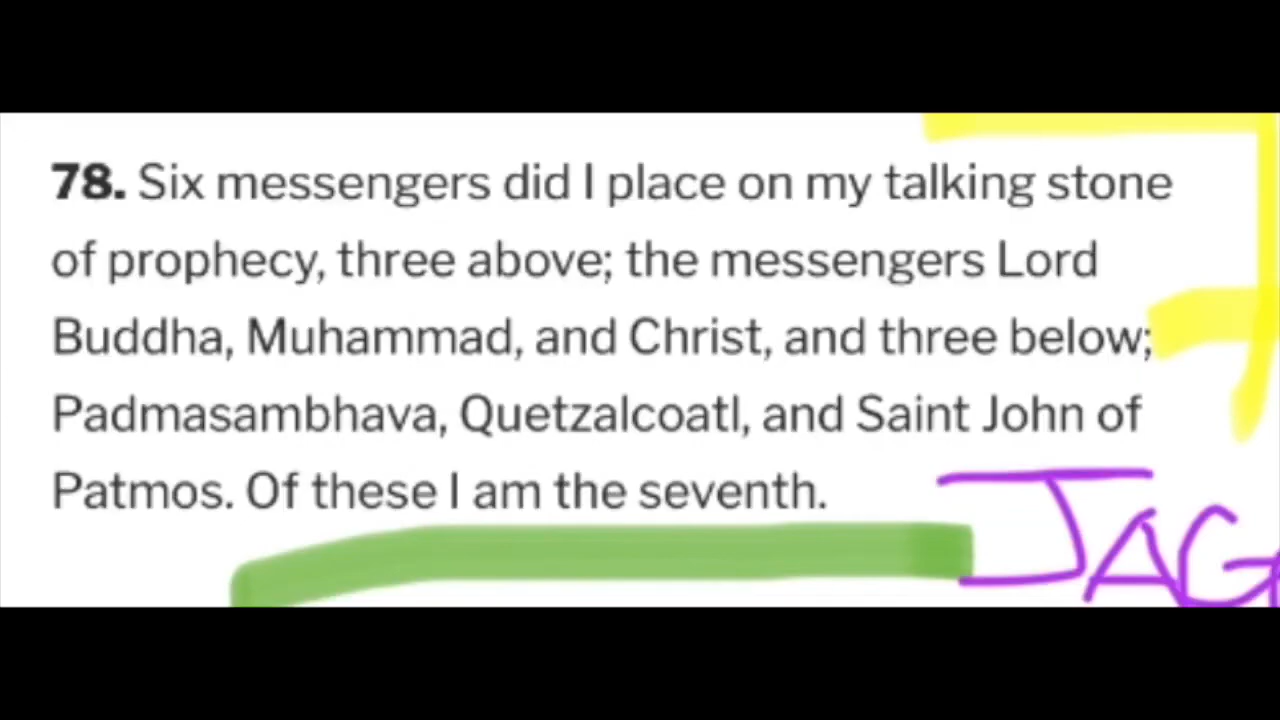 78. Six messengers did I place on my talking stone
of prophecy, three above; the messengers Lord
Buddha, Muhammad, and Christ, and three below;
Padmasambhava, Quetzalcoatl, and Saint John of
Patmos. Of these I am the seventh.
JAG